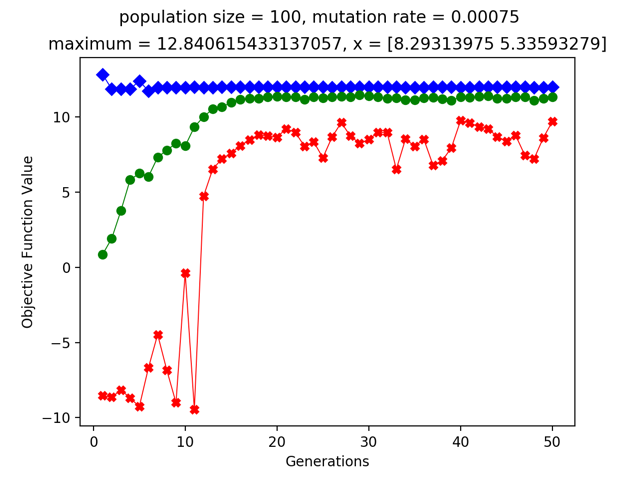 population size = 100, mutation rate = 0.00075
maximum = 12.840615433137057, x = [8.29313975 5.33593279]
10
5
0
−5
−10
Objective Function Value
0 10 20 30 40 50
Generations